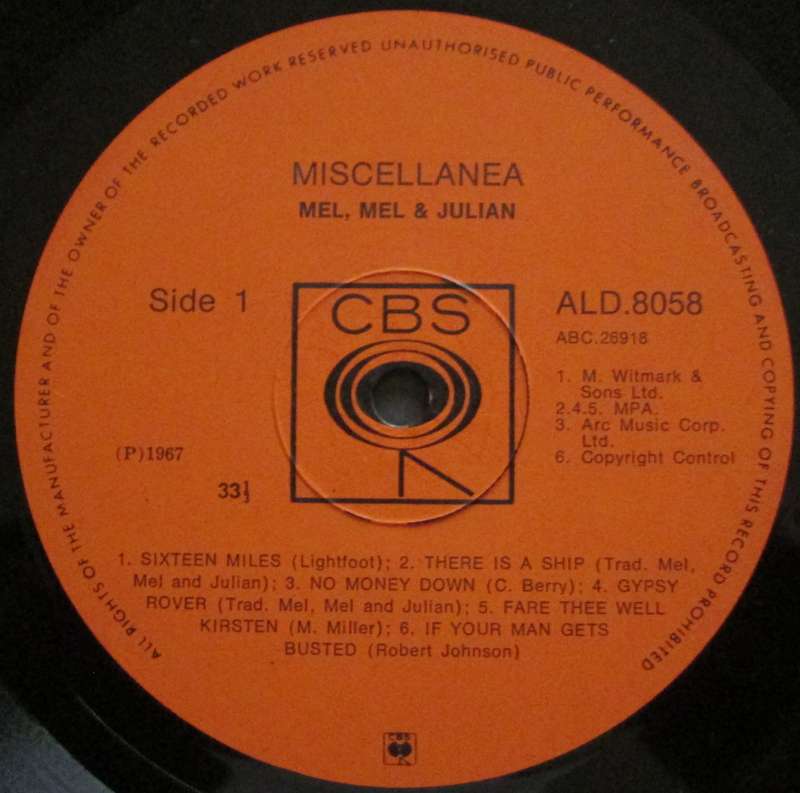 ALL RIGHTS OF THE MANUFACTURER AND OF THE OWNER OF THE RECORDED WORK RESERVED UNAUTHORISED PUBLIC PERFORMANCE BROADCASTING AND COPYING OF THIS RECORD PROHIBITED
MISCELLANEA
MEL, MEL & JULIAN
Side 1
CBS
ALD.8058
ABC.26918
1. M. Witmark &
Sons Ltd.
2.4.5. MPA.
3. Arc Music Corp.
Ltd.
6. Copyright Control
(P)1967
33⅓
1. SIXTEEN MILES (Lightfoot); 2. THERE IS A SHIP (Trad. Mel,
Mel and Julian); 3. NO MONEY DOWN (C. Berry); 4. GYPSY
ROVER (Trad. Mel, Mel and Julian); 5. FARE THEE WELL
KIRSTEN (M. Miller); 6. IF YOUR MAN GETS
BUSTED (Robert Johnson)
CBS